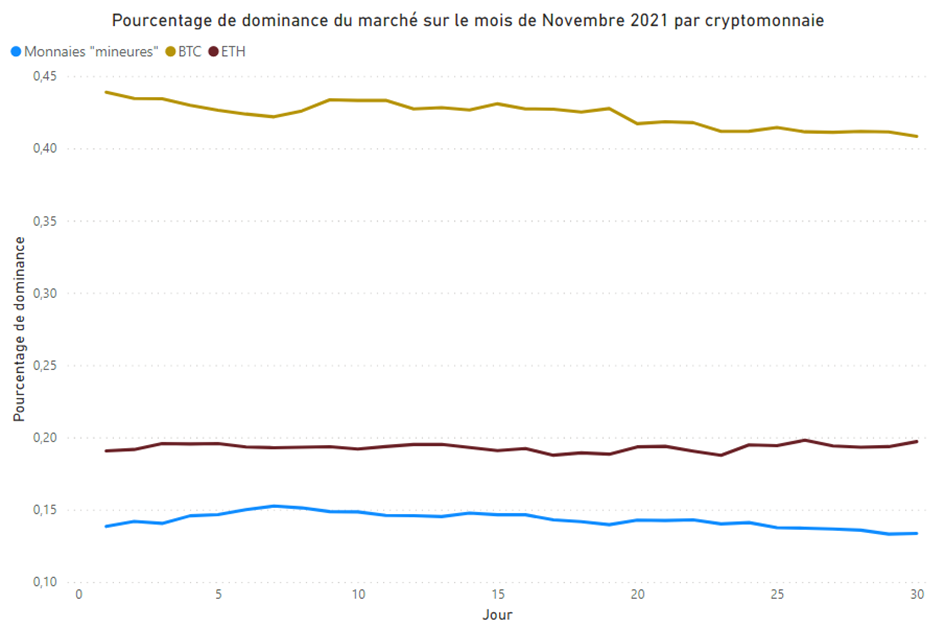 Pourcentage de dominance du marché sur le mois de Novembre 2021 par cryptomonnaie
Monnaies "mineures" BTC ETH
0,45
0,40
0,35
0,30
0,25
0,20
0,15
0,10
Pourcentage de dominance
0 5 10 15 20 25 30
Jour